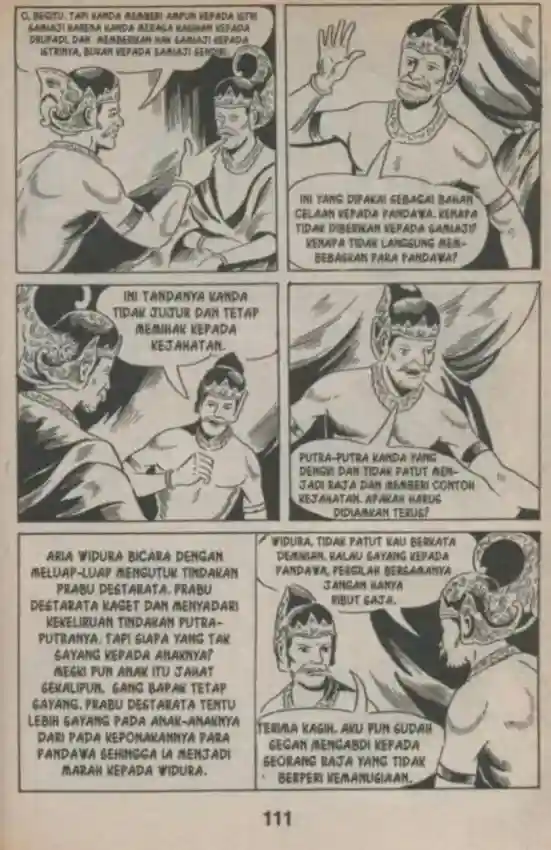 O, BEGITU. TAPI KANDA MEMBERI AMPUN KEPADA ISTRI
SAMIAJI KARENA KANDA MERASA KASIHAN KEPADA
DRUPADI, DAN MEMBERIKAN HAK SAMIAJI KEPADA
ISTRINYA, BUKAN KEPADA SAMIAJI SENDIRI.
INI YANG DIPAKAI SEBAGAI BAHAN
CELAAN KEPADA PANDAWA. KENAPA
TIDAK DIBERIKAN KEPADA SAMIAJI?
KENAPA TIDAK LANGSUNG MEM-
BEBASKAN PARA PANDAWA?
INI TANDANYA KANDA
TIDAK JUJUR DAN TETAP
MEMIHAK KEPADA
KEJAHATAN.
PUTRA-PUTRA KANDA YANG
DENGKI DAN TIDAK PATUT MEN-
JADI RAJA DAN MEMBERI CONTOH
KEJAHATAN. APAKAH HARUS
DIDIAMKAN TERUS?
ARIA WIDURA BICARA DENGAN
MELUAP-LUAP MENGUTUK TINDAKAN
PRABU DESTARATA. PRABU
DESTARATA KAGET DAN MENYADARI
KEKELIRUAN TINDAKAN PUTRA-
PUTRANYA. TAPI SIAPA YANG TAK
SAYANG KEPADA ANAKNYA?
MESKI PUN ANAK ITU JAHAT
SEKALIPUN, SANG BAPAK TETAP
SAYANG. PRABU DESTARATA TENTU
LEBIH SAYANG PADA ANAK-ANAKNYA
DARI PADA KEPONAKANNYA PARA
PANDAWA SEHINGGA IA MENJADI
MARAH KEPADA WIDURA.
WIDURA, TIDAK PATUT KAU BERKATA
DEMIKIAN. KALAU SAYANG KEPADA
PANDAWA, PERGILAH BERSAMANYA
JANGAN HANYA
RIBUT SAJA.
TERIMA KASIH. AKU PUN SUDAH
SEGAN MENGABDI KEPADA
SEORANG RAJA YANG TIDAK
BERPERI KEMANUSIAAN.
111